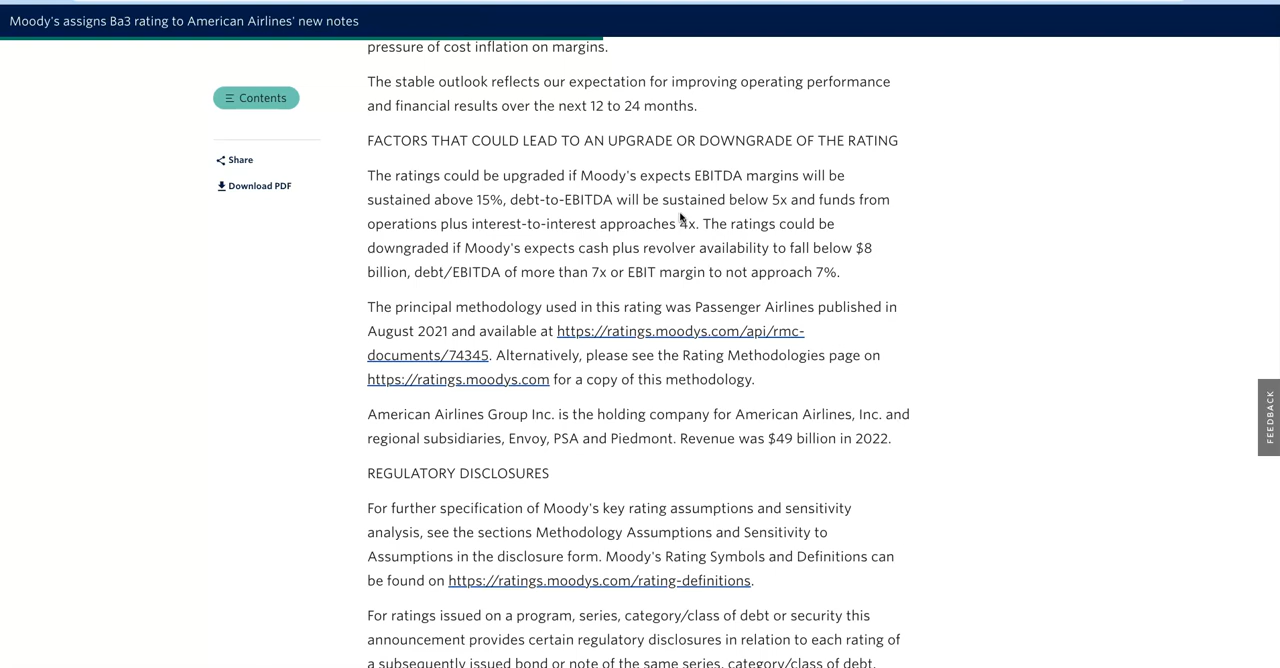 Moody's assigns Ba3 rating to American Airlines' new notes
pressure of cost inflation on margins.
Contents
Share
Download PDF
The stable outlook reflects our expectation for improving operating performance
and financial results over the next 12 to 24 months.
FACTORS THAT COULD LEAD TO AN UPGRADE OR DOWNGRADE OF THE RATING
The ratings could be upgraded if Moody's expects EBITDA margins will be
sustained above 15%, debt-to-EBITDA will be sustained below 5x and funds from
operations plus interest-to-interest approaches 4x. The ratings could be
downgraded if Moody's expects cash plus revolver availability to fall below $8
billion, debt/EBITDA of more than 7x or EBIT margin to not approach 7%.
The principal methodology used in this rating was Passenger Airlines published in
August 2021 and available at https://ratings.moodys.com/api/rmc-
documents/74345. Alternatively, please see the Rating Methodologies page on
https://ratings.moodys.com for a copy of this methodology.
American Airlines Group Inc. is the holding company for American Airlines, Inc. and
regional subsidiaries, Envoy, PSA and Piedmont. Revenue was $49 billion in 2022.
REGULATORY DISCLOSURES
For further specification of Moody's key rating assumptions and sensitivity
analysis, see the sections Methodology Assumptions and Sensitivity to
Assumptions in the disclosure form. Moody's Rating Symbols and Definitions can
be found on https://ratings.moodys.com/rating-definitions.
For ratings issued on a program, series, category/class of debt or security this
announcement provides certain regulatory disclosures in relation to each rating of
a subsequently issued bond or note of the same series, category/class of debt,
FEEDBACK